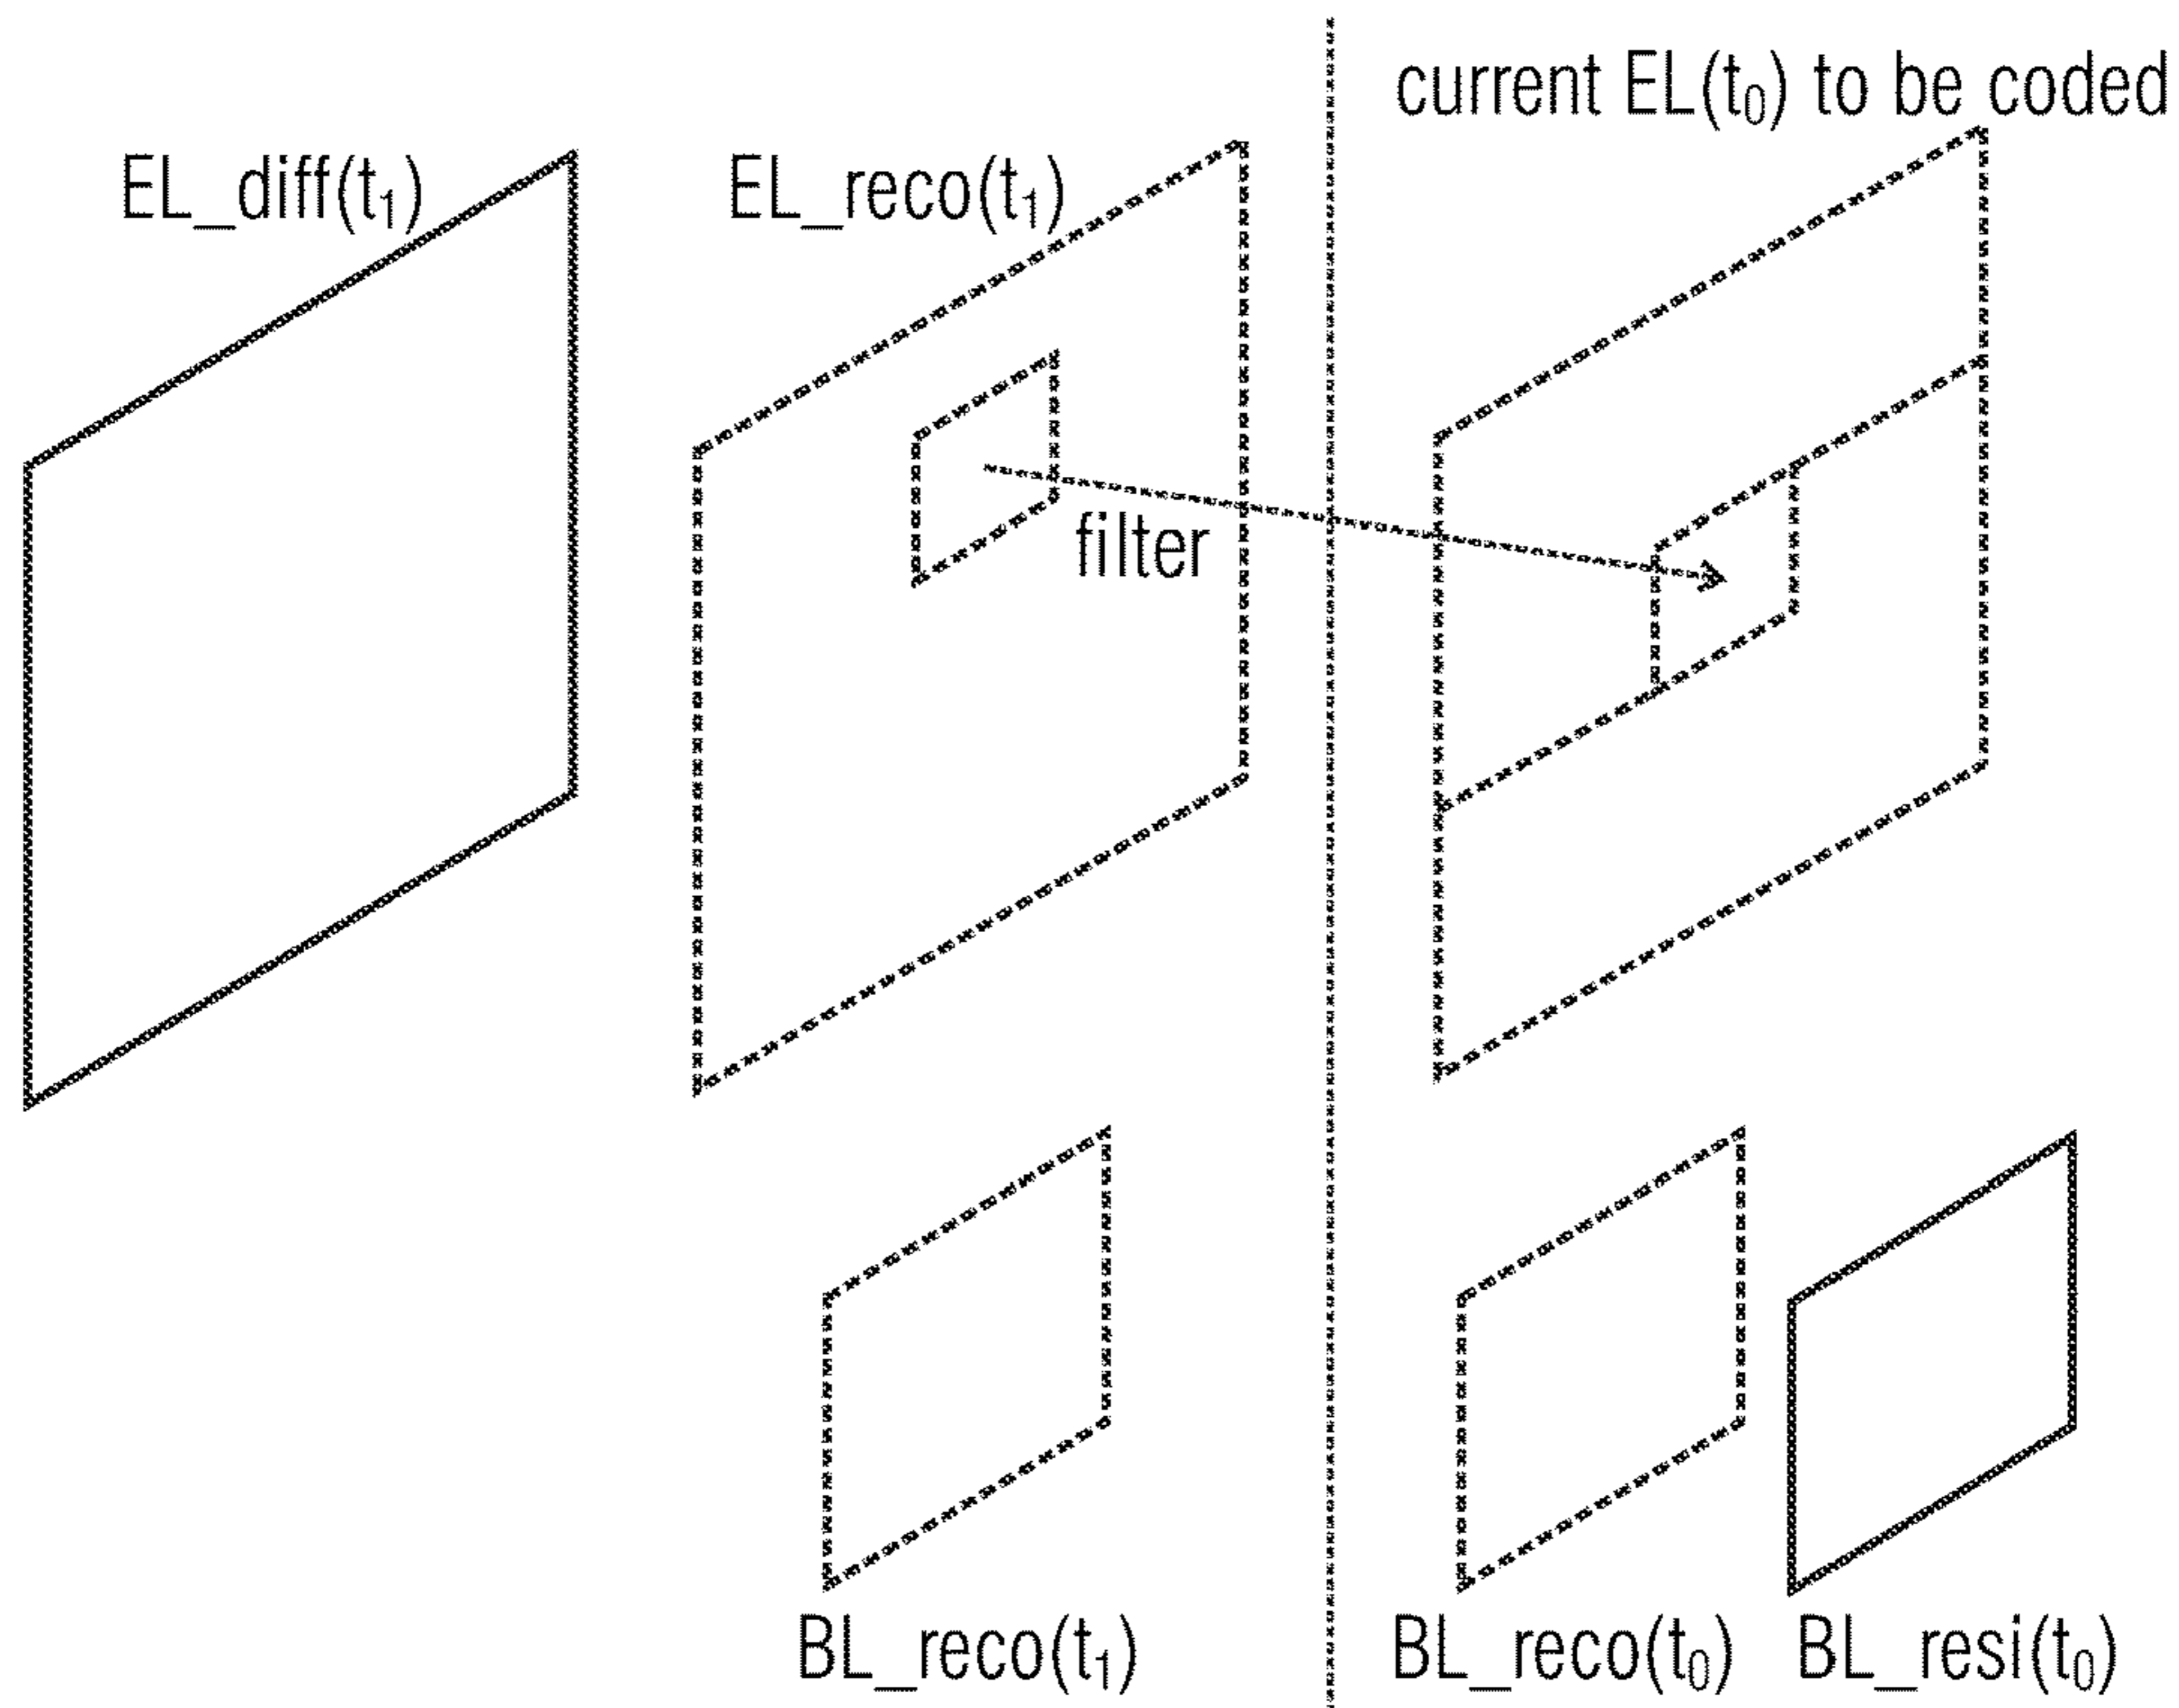 current EL(t₀) to be coded
EL_diff(t₁)
EL_reco(t₁)
filter
BL_reco(t₁)
BL_reco(t₀)
BL_resi(t₀)